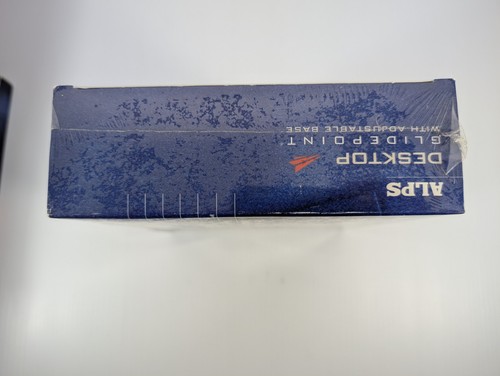 ALPS
DESKTOP
GLIDEPOINT
WITH ADJUSTABLE BASE